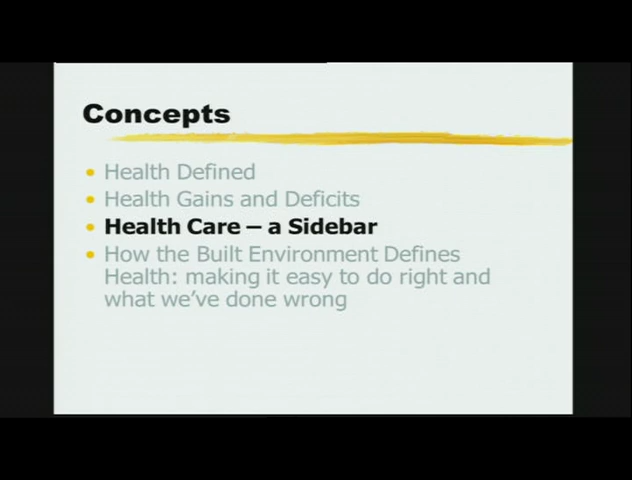 Concepts
Health Defined
Health Gains and Deficits
Health Care – a Sidebar
How the Built Environment Defines
Health: making it easy to do right and
what we've done wrong